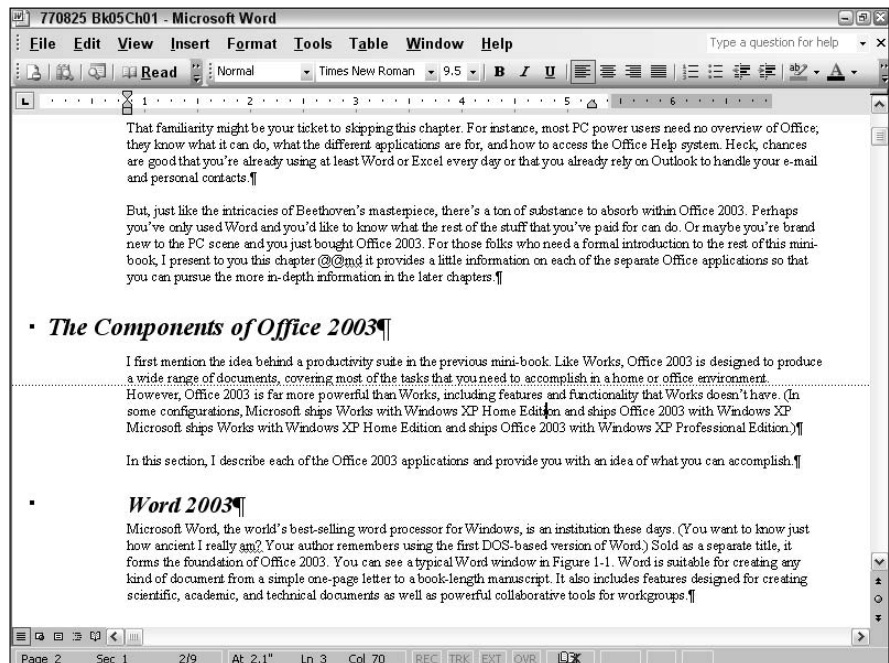 770825 Bk05Ch01 - Microsoft Word
File Edit View Insert Format Tools Table Window Help Type a question for help
Read Normal Times New Roman 9.5 B I U
1 2 3 4 5 6
That familiarity might be your ticket to skipping this chapter. For instance, most PC power users need no overview of Office;
they know what it can do, what the different applications are for, and how to access the Office Help system. Heck, chances
are good that you're already using at least Word or Excel every day or that you already rely on Outlook to handle your e-mail
and personal contacts.¶
But, just like the intricacies of Beethoven's masterpiece, there's a ton of substance to absorb within Office 2003. Perhaps
you've only used Word and you'd like to know what the rest of the stuff that you've paid for can do. Or maybe you're brand
new to the PC scene and you just bought Office 2003. For those folks who need a formal introduction to the rest of this mini-
book, I present to you this chapter @@md it provides a little information on each of the separate Office applications so that
you can pursue the more in-depth information in the later chapters.¶
The Components of Office 2003¶
I first mention the idea behind a productivity suite in the previous mini-book. Like Works, Office 2003 is designed to produce
a wide range of documents, covering most of the tasks that you need to accomplish in a home or office environment.
However, Office 2003 is far more powerful than Works, including features and functionality that Works doesn't have. (In
some configurations, Microsoft ships Works with Windows XP Home Edition and ships Office 2003 with Windows XP
Microsoft ships Works with Windows XP Home Edition and ships Office 2003 with Windows XP Professional Edition.)¶
In this section, I describe each of the Office 2003 applications and provide you with an idea of what you can accomplish.¶
Word 2003¶
Microsoft Word, the world's best-selling word processor for Windows, is an institution these days. (You want to know just
how ancient I really am? Your author remembers using the first DOS-based version of Word.) Sold as a separate title, it
forms the foundation of Office 2003. You can see a typical Word window in Figure 1-1. Word is suitable for creating any
kind of document from a simple one-page letter to a book-length manuscript. It also includes features designed for creating
scientific, academic, and technical documents as well as powerful collaborative tools for workgroups.¶
Page 2 Sec 1 2/9 At 2.1" Ln 3 Col 70 REC TRK EXT OVR